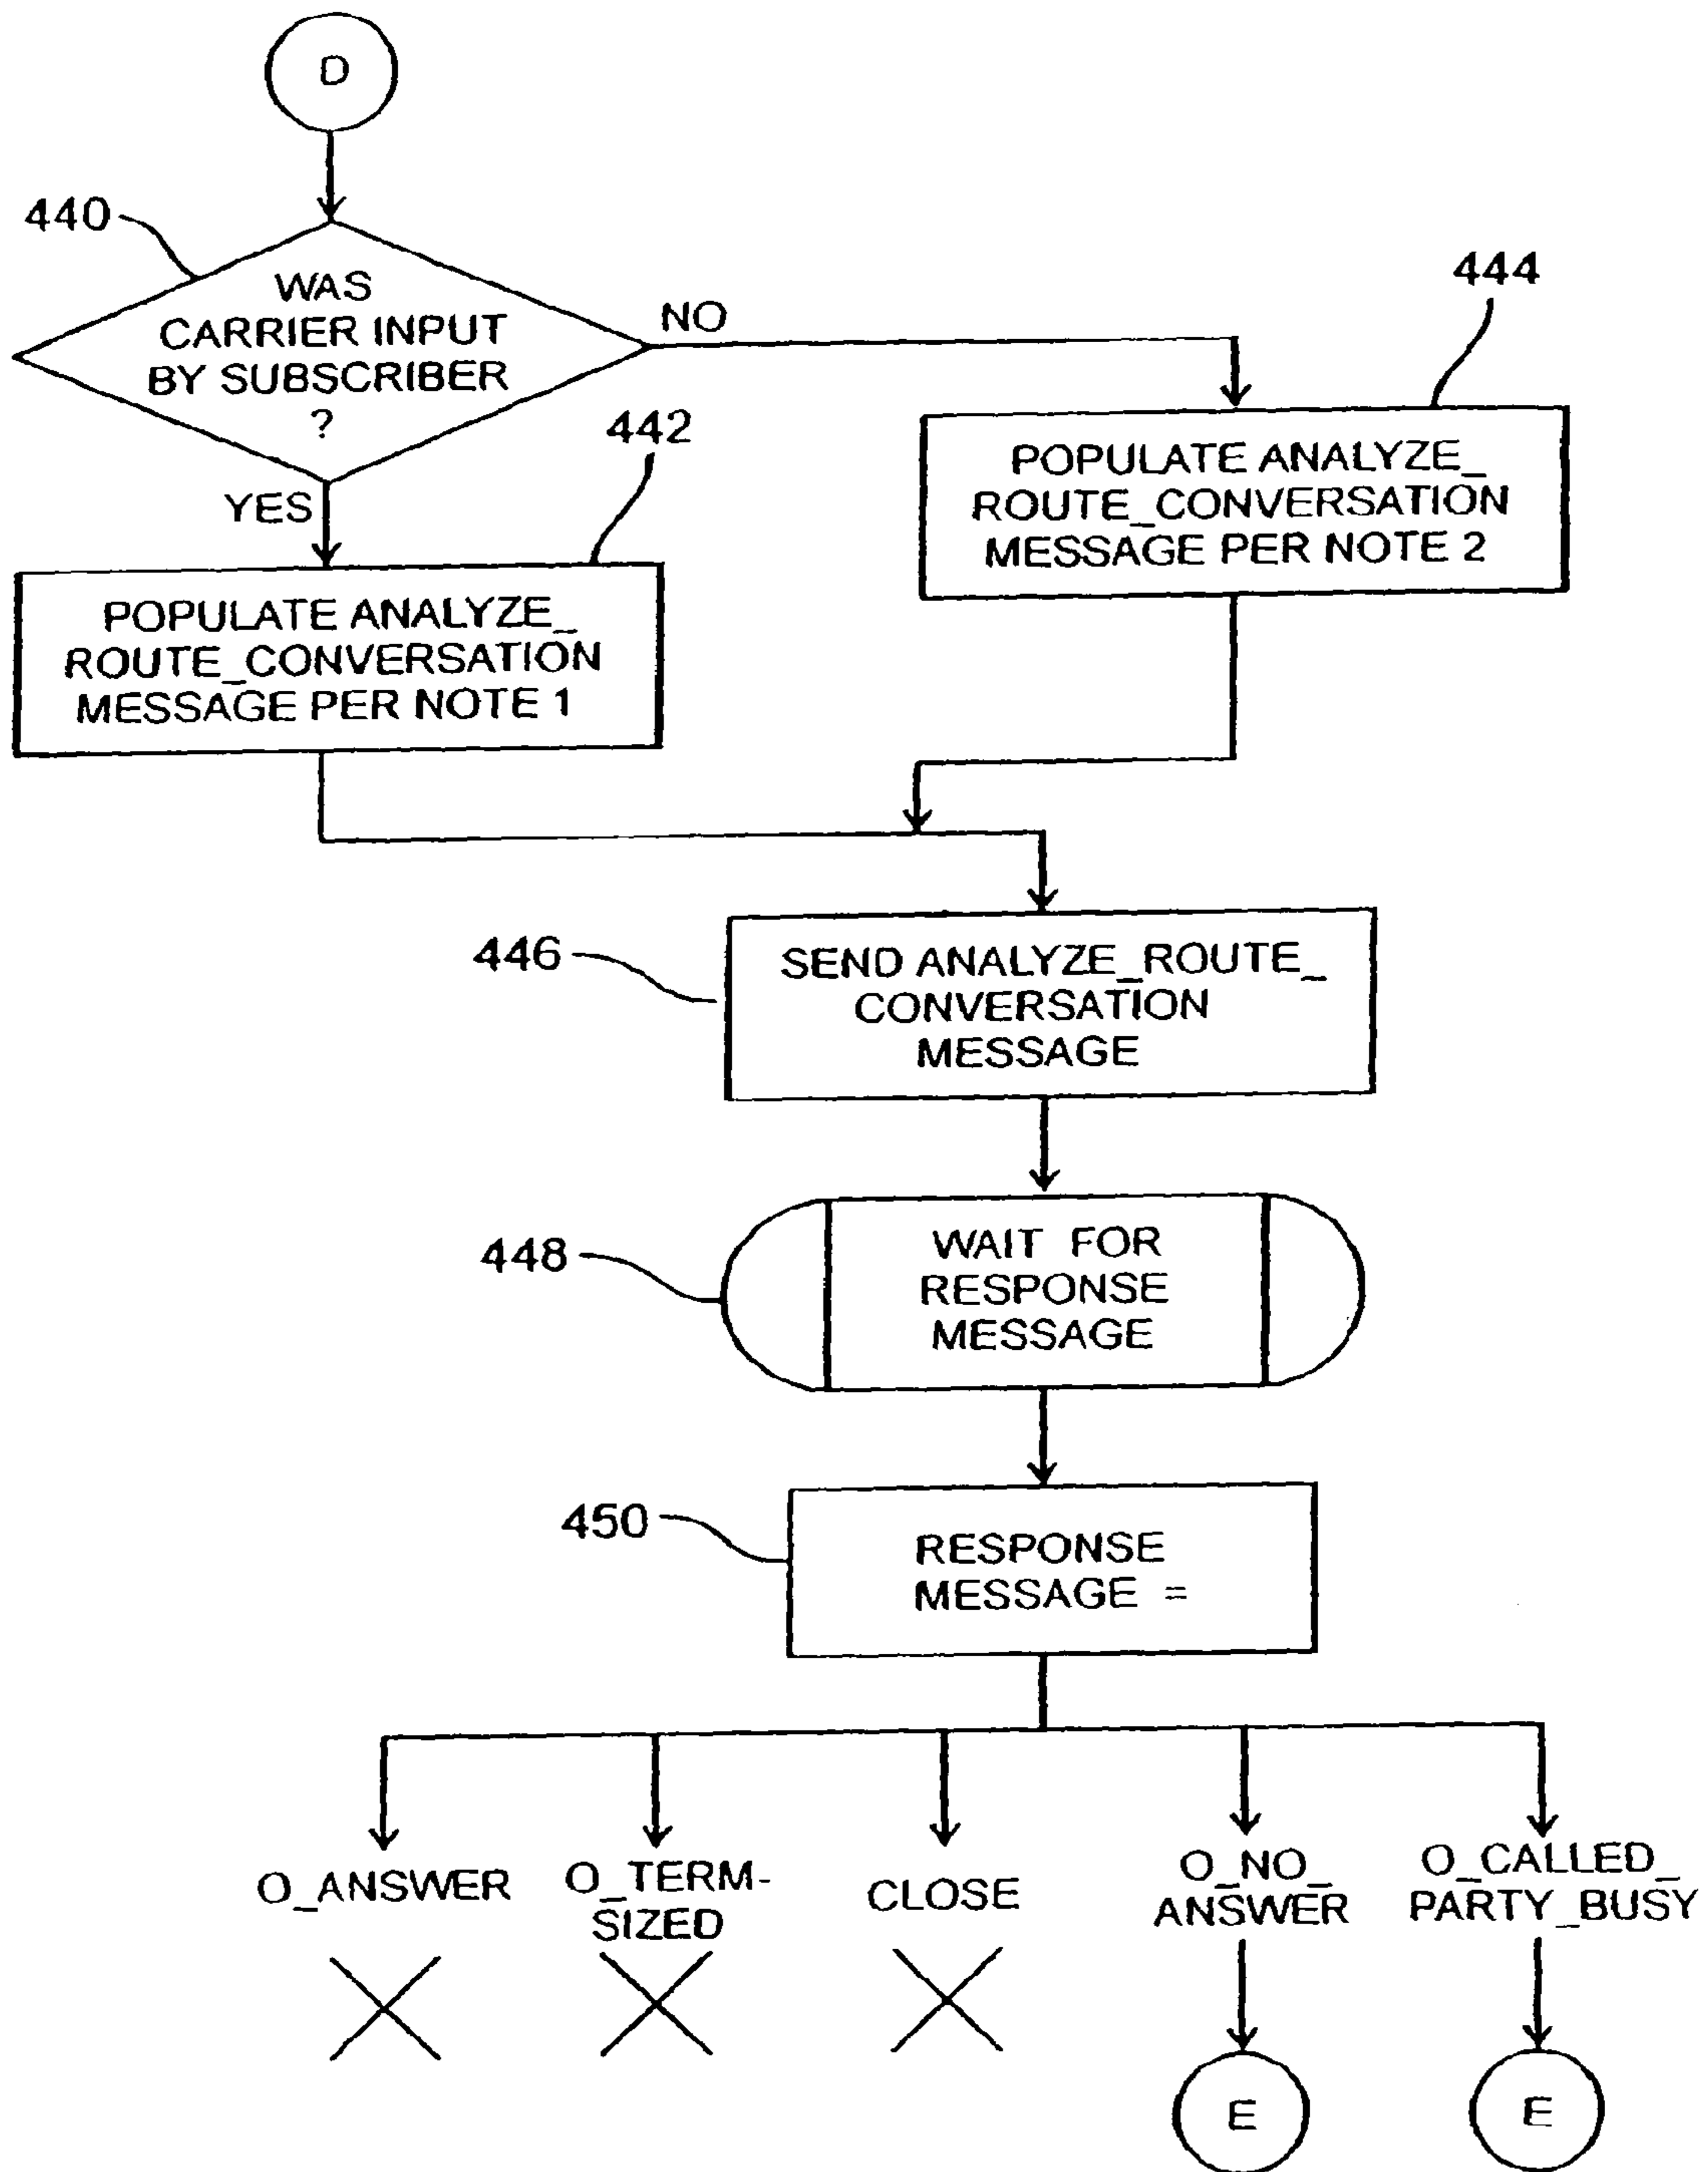 D
440
WAS
CARRIER INPUT
BY SUBSCRIBER
?
NO
YES
444
POPULATE ANALYZE_
ROUTE_CONVERSATION
MESSAGE PER NOTE 2
442
POPULATE ANALYZE_
ROUTE_CONVERSATION
MESSAGE PER NOTE 1
446
SEND ANALYZE_ROUTE_
CONVERSATION
MESSAGE
448
WAIT FOR
RESPONSE
MESSAGE
450
RESPONSE
MESSAGE =
O_ANSWER
O_TERM-
SIZED
CLOSE
O_NO_
ANSWER
O_CALLED_
PARTY_BUSY
E
E